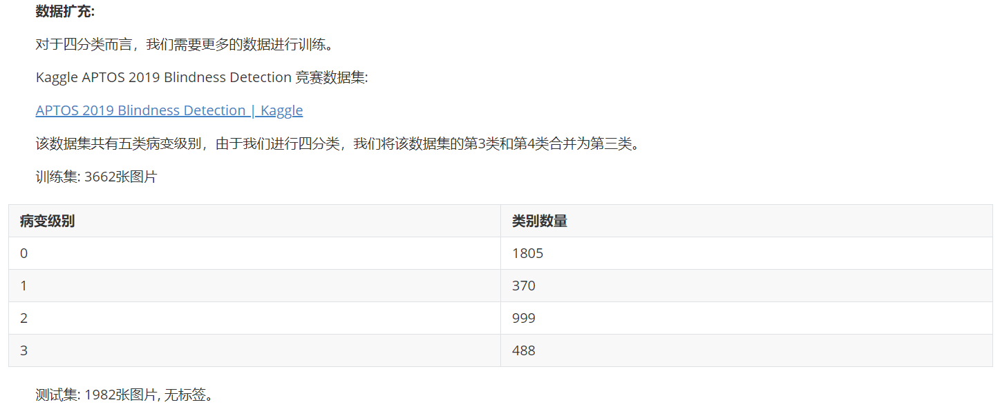 数据扩充:
对于四分类而言，我们需要更多的数据进行训练。
Kaggle APTOS 2019 Blindness Detection 竞赛数据集:
APTOS 2019 Blindness Detection | Kaggle
该数据集共有五类病变级别，由于我们进行四分类，我们将该数据集的第3类和第4类合并为第三类。
训练集: 3662张图片
病变级别 类别数量
0 1805
1 370
2 999
3 488
测试集: 1982张图片, 无标签。